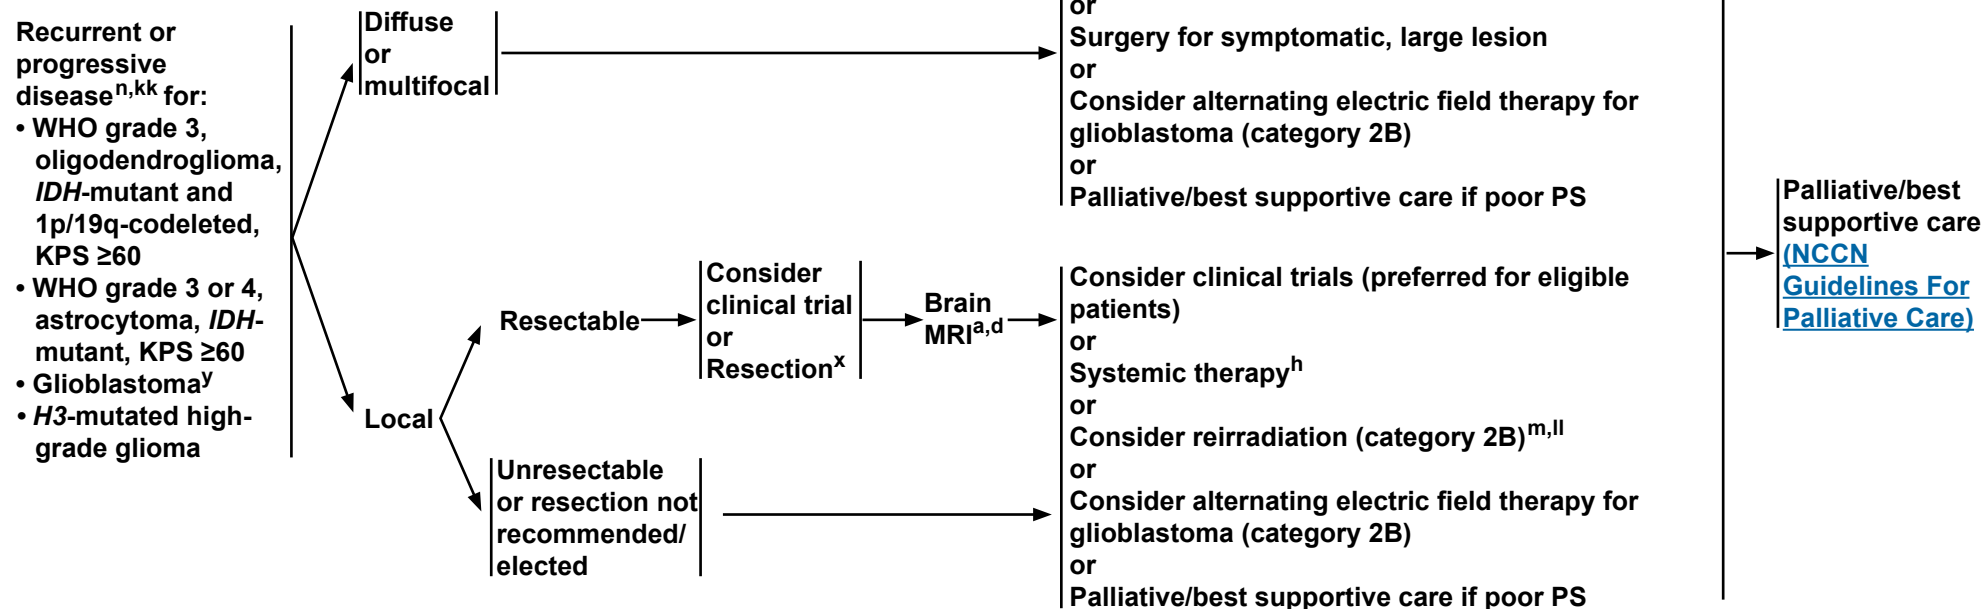 Recurrent or
progressive
disease^n,kk for:
• WHO grade 3,
oligodendroglioma,
IDH-mutant and
1p/19q-codeleted,
KPS ≥60
• WHO grade 3 or 4,
astrocytoma, IDH-
mutant, KPS ≥60
• Glioblastoma^y
• H3-mutated high-
grade glioma
Diffuse
or
multifocal
or
Surgery for symptomatic, large lesion
or
Consider alternating electric field therapy for
glioblastoma (category 2B)
or
Palliative/best supportive care if poor PS
Local
Resectable
Consider
clinical trial
or
Resection^x
Brain
MRI^a,d
Unresectable
or resection not
recommended/
elected
Consider clinical trials (preferred for eligible
patients)
or
Systemic therapy^h
or
Consider reirradiation (category 2B)^m,ll
or
Consider alternating electric field therapy for
glioblastoma (category 2B)
or
Palliative/best supportive care if poor PS
Palliative/best
supportive care
(NCCN
Guidelines For
Palliative Care)